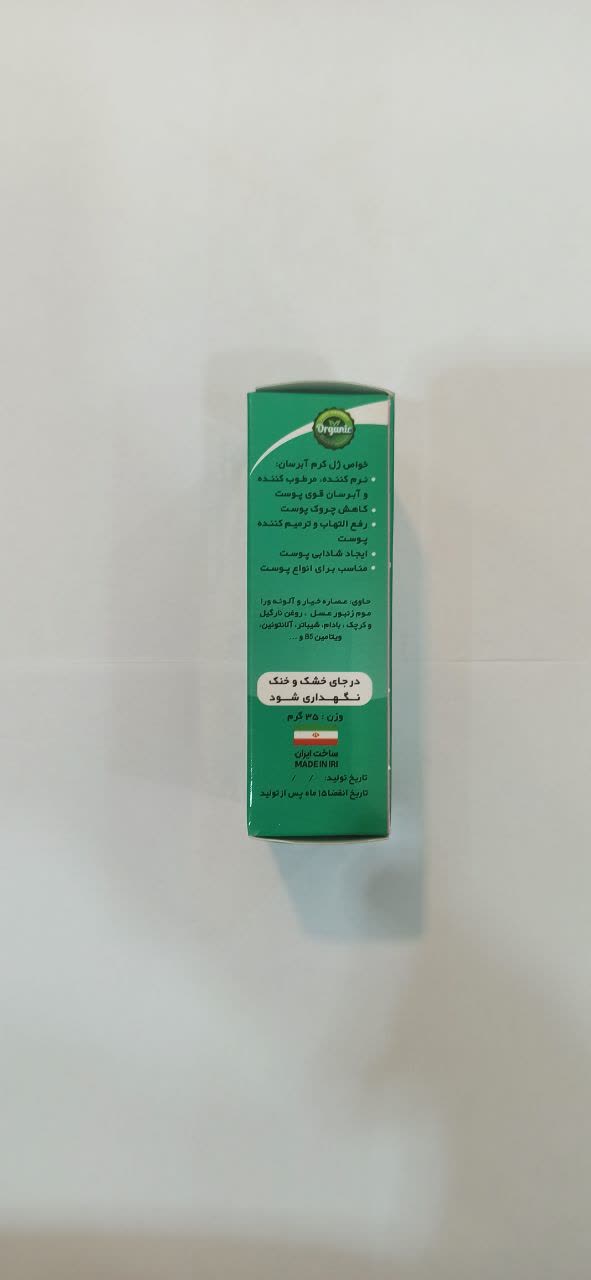 Organic
خواص ژل کرم آبرسان:
• نرم کننده، مرطوب کننده
و آبرسان قوی پوست
• کاهش چروک پوست
• رفع التهاب و ترمیم کننده
پوست
• ایجاد شادابی پوست
• مناسب برای انواع پوست
حاوی: عصاره خیار و آلوئه ورا
موم زنبور عسل ، روغن نارگیل
و کرچک ، بادام، شیباتر، آلانتوئین،
ویتامین B5 و ...
در جای خشک و خنک
نگهداری شود
وزن : ۳۵ گرم
ساخت ایران
MADE IN IRI
تاریخ تولید: / /
تاریخ انقضا ۱۵ ماه پس از تولید